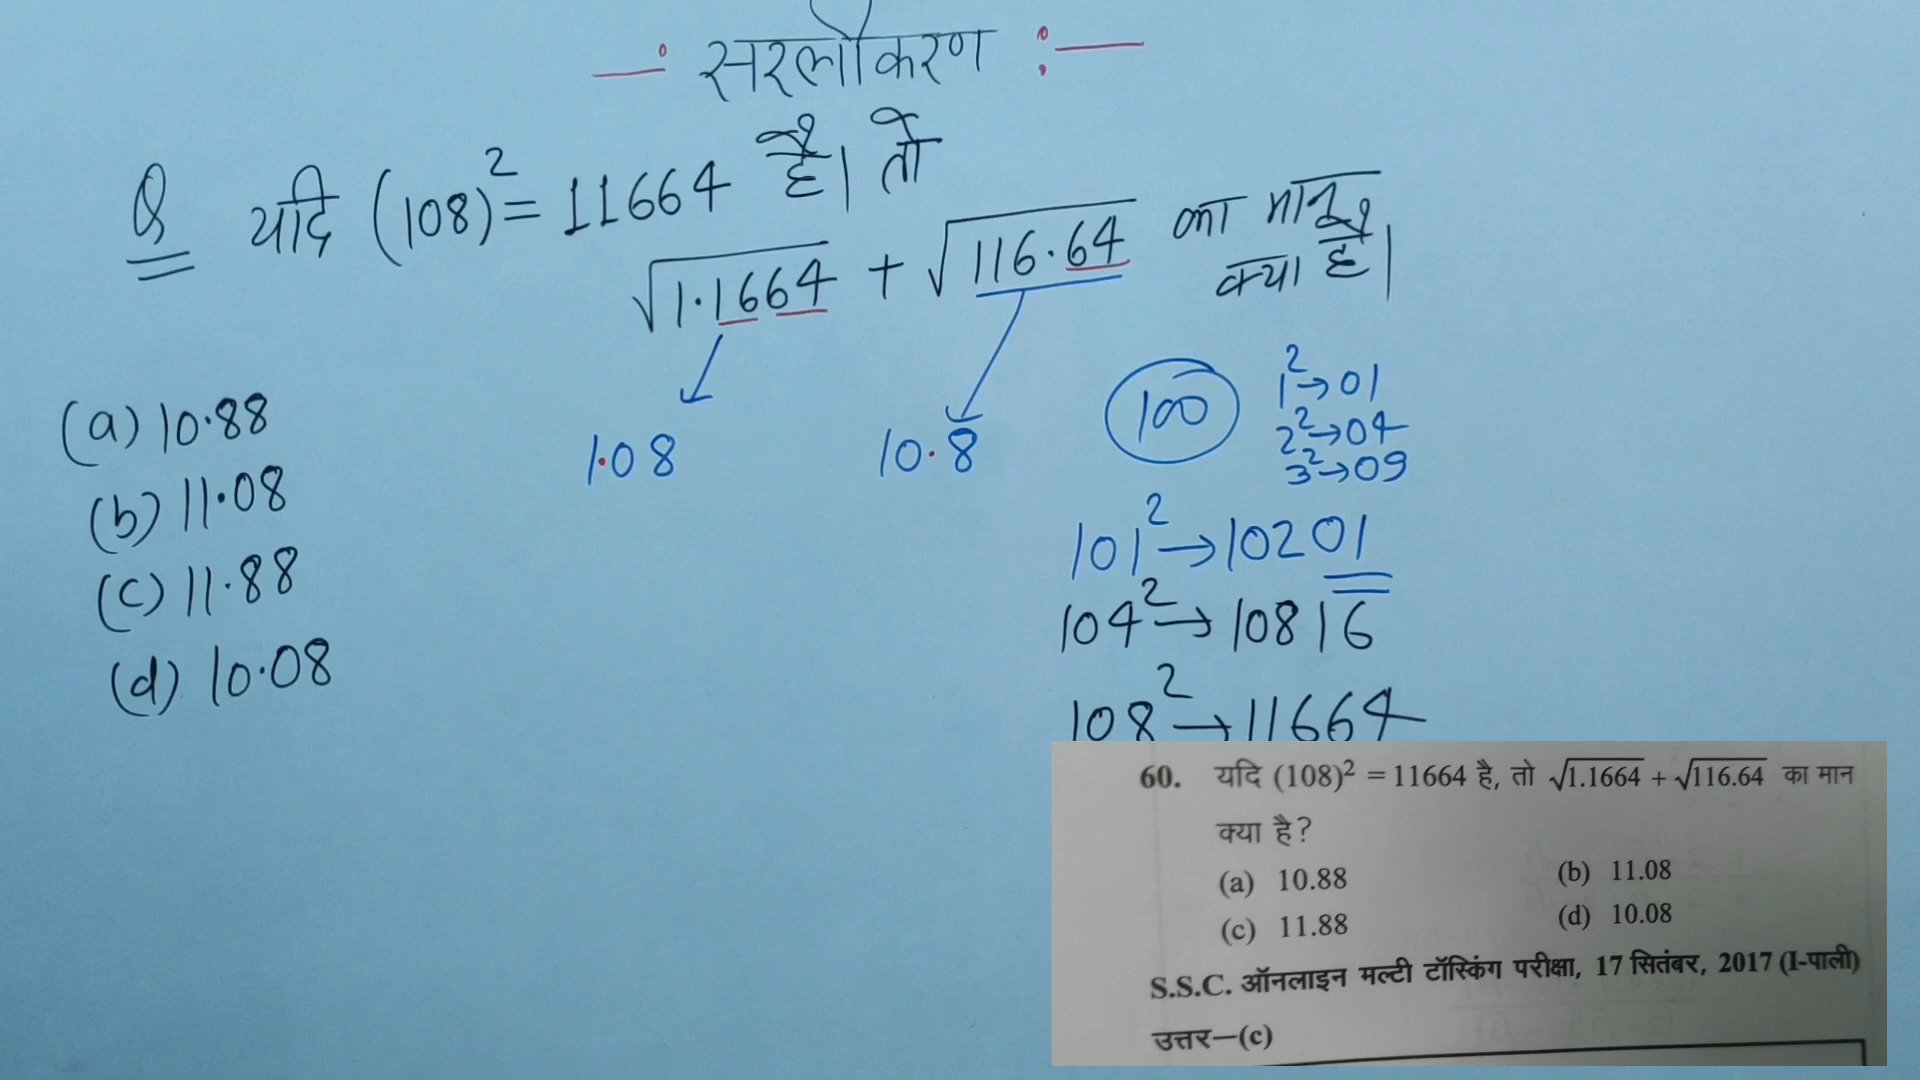 —: सरलीकरण :—
Q यदि (108)² = 11664 है। तो
√1.1664 + √116.64 का मान
क्या है।
(a) 10.88
(b) 11.08
(c) 11.88
(d) 10.08
1.08 10.8
100
1² → 01
2² → 04
3² → 09
101² → 10201
104² → 10816
108² → 11664
60. यदि (108)² = 11664 है, तो √1.1664 + √116.64 का मान
क्या है?
(a) 10.88 (b) 11.08
(c) 11.88 (d) 10.08
S.S.C. ऑनलाइन मल्टी टॉस्किंग परीक्षा, 17 सितंबर, 2017 (I-पाली)
उत्तर—(c)